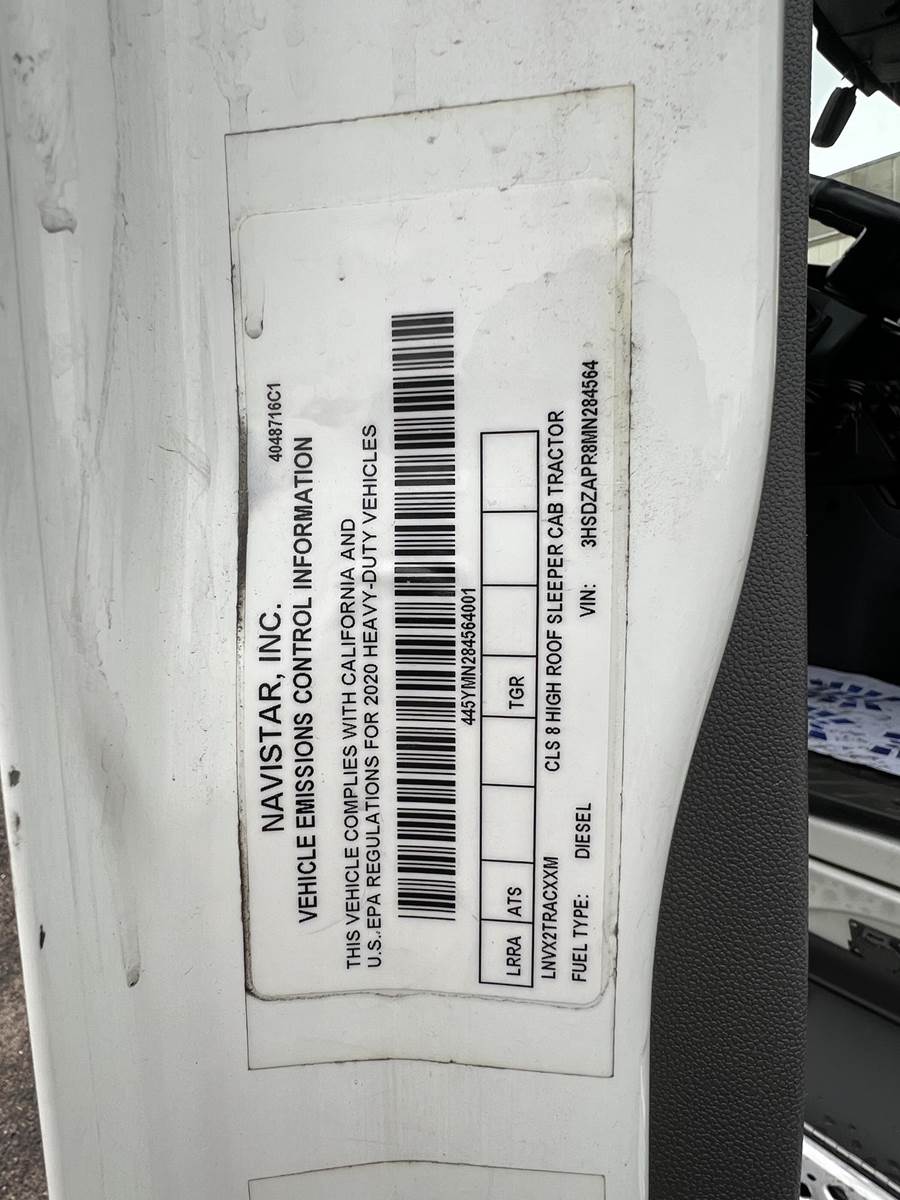 4048716C1
NAVISTAR, INC.
VEHICLE EMISSIONS CONTROL INFORMATION
THIS VEHICLE COMPLIES WITH CALIFORNIA AND
U.S. EPA REGULATIONS FOR 2020 HEAVY-DUTY VEHICLES
445YMN284564001
LRRA ATS TGR
LNVX2TRACXXM CLS 8 HIGH ROOF SLEEPER CAB TRACTOR
FUEL TYPE: DIESEL VIN: 3HSDZAPR8MN284564